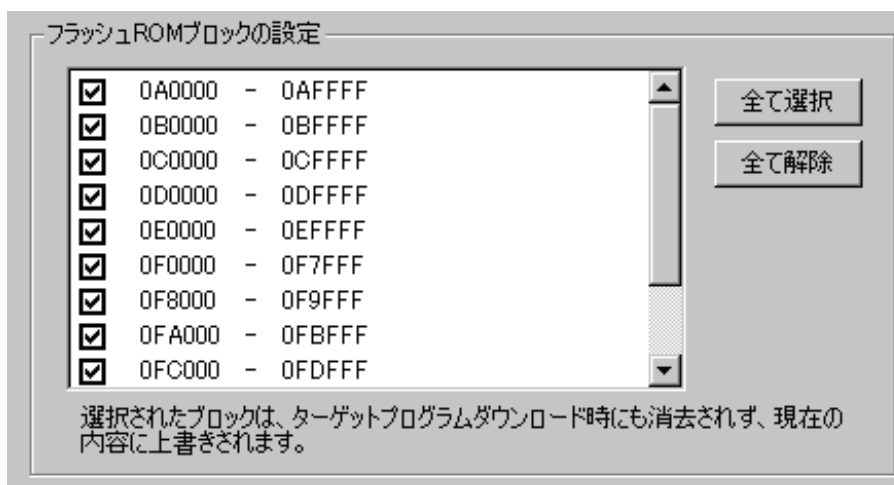 フラッシュROMブロックの設定
0A0000 - 0AFFFF
0B0000 - 0BFFFF
0C0000 - 0CFFFF
0D0000 - 0DFFFF
0E0000 - 0EFFFF
0F0000 - 0F7FFF
0F8000 - 0F9FFF
0FA000 - 0FBFFF
0FC000 - 0FDFFF
全て選択
全て解除
選択されたブロックは、ターゲットプログラムダウンロード時にも消去されず、現在の
内容に上書きされます。